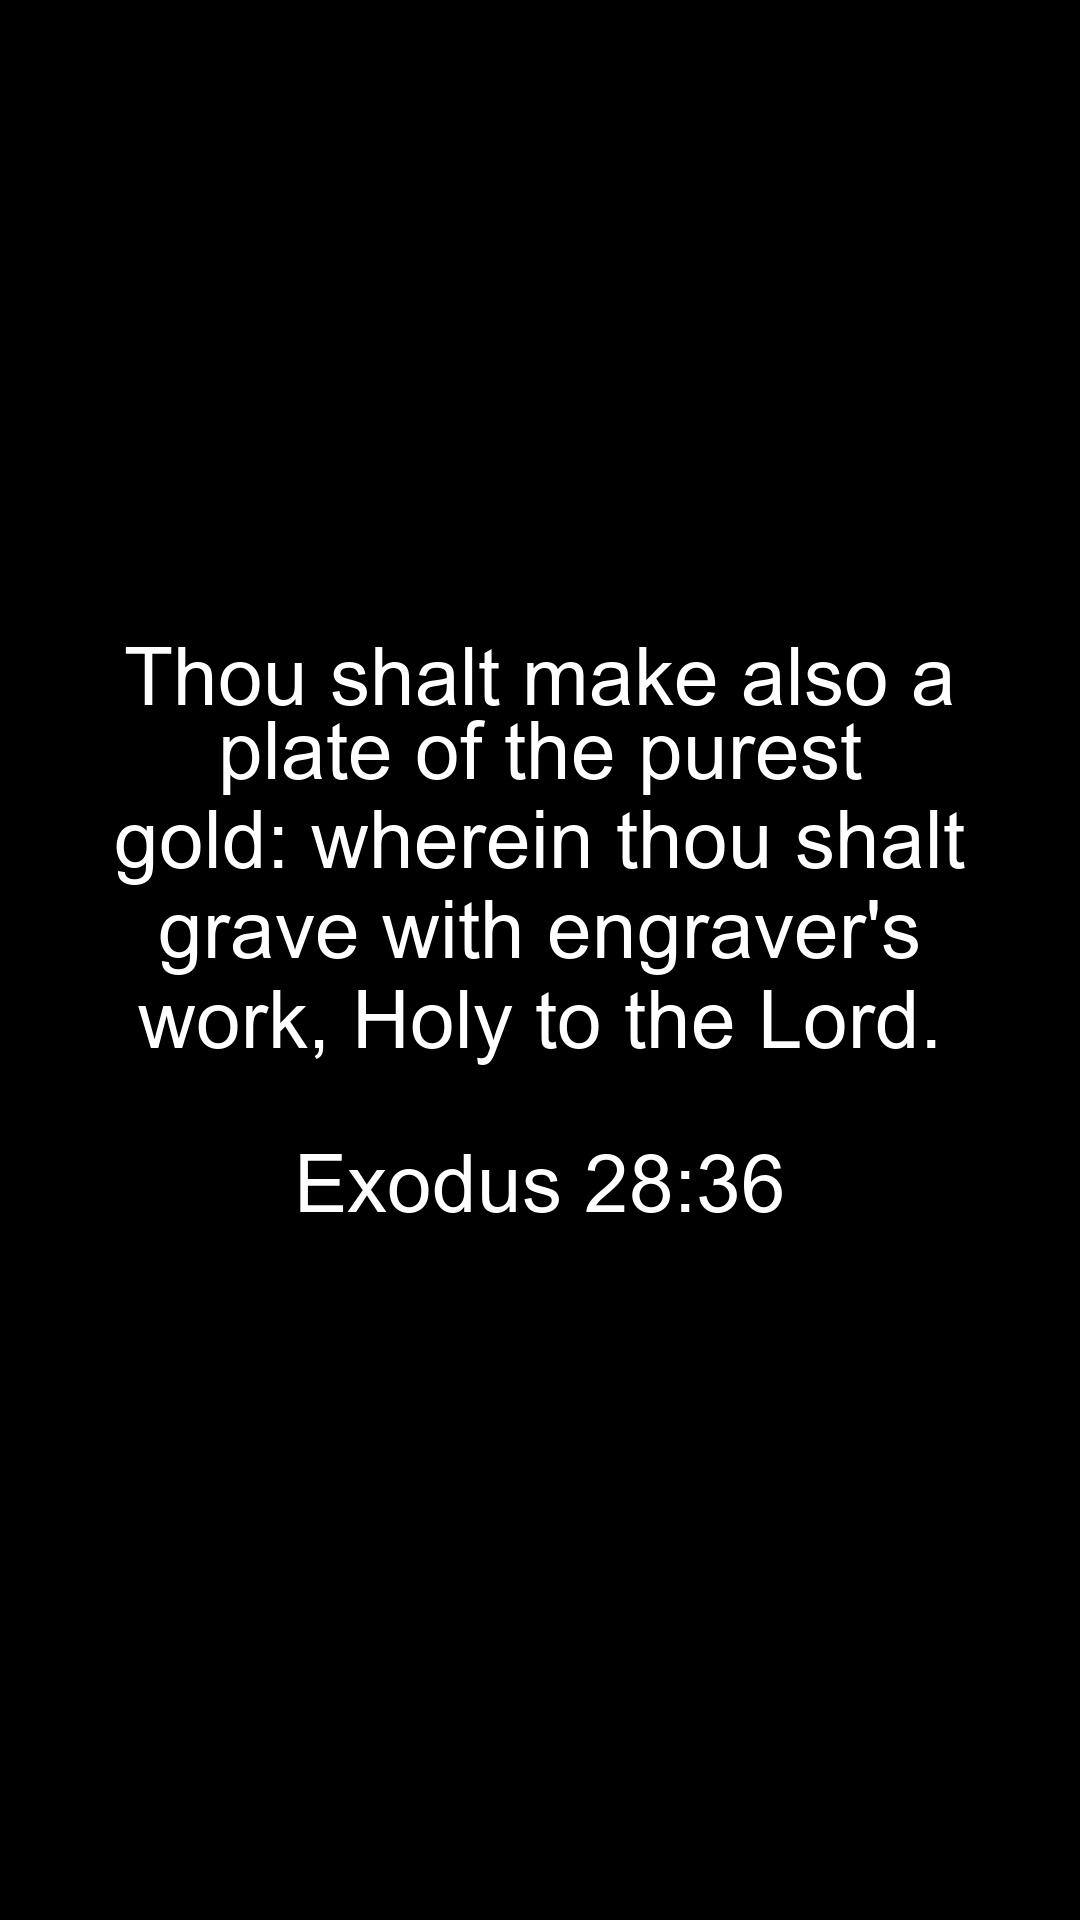 Thou shalt make also a
plate of the purest
gold: wherein thou shalt
grave with engraver's
work, Holy to the Lord.
Exodus 28:36